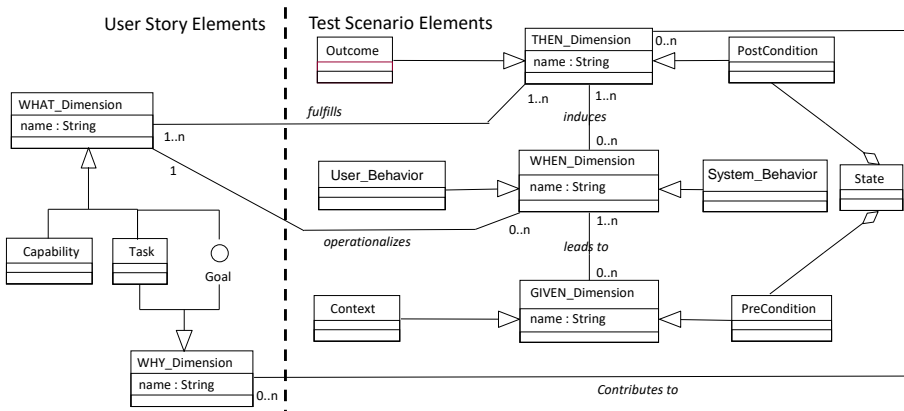 User Story Elements
Test Scenario Elements
Outcome
THEN_Dimension
name : String
0..n
PostCondition
WHAT_Dimension
name : String
1..n
fulfills
1..n
1..n
induces
0..n
1
User_Behavior
WHEN_Dimension
name : String
System_Behavior
State
operationalizes
0..n
1..n
leads to
0..n
Capability
Task
Goal
Context
GIVEN_Dimension
name : String
PreCondition
WHY_Dimension
name : String
0..n
Contributes to